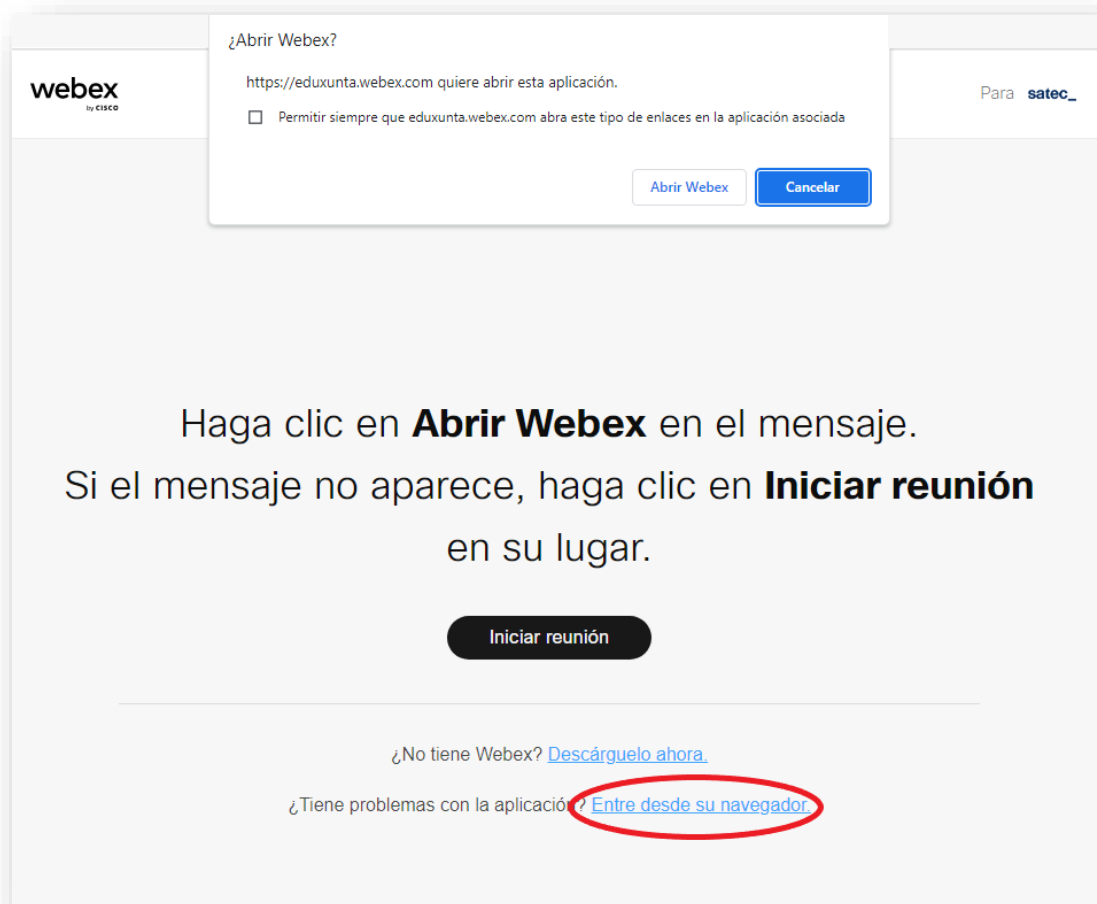 ¿Abrir Webex?
https://eduxunta.webex.com quiere abrir esta aplicación.
Permitir siempre que eduxunta.webex.com abra este tipo de enlaces en la aplicación asociada
Abrir Webex
Cancelar
webex
by CISCO
Para satec_
Haga clic en Abrir Webex en el mensaje.
Si el mensaje no aparece, haga clic en Iniciar reunión
en su lugar.
Iniciar reunión
¿No tiene Webex? Descárguelo ahora.
¿Tiene problemas con la aplicación? Entre desde su navegador.